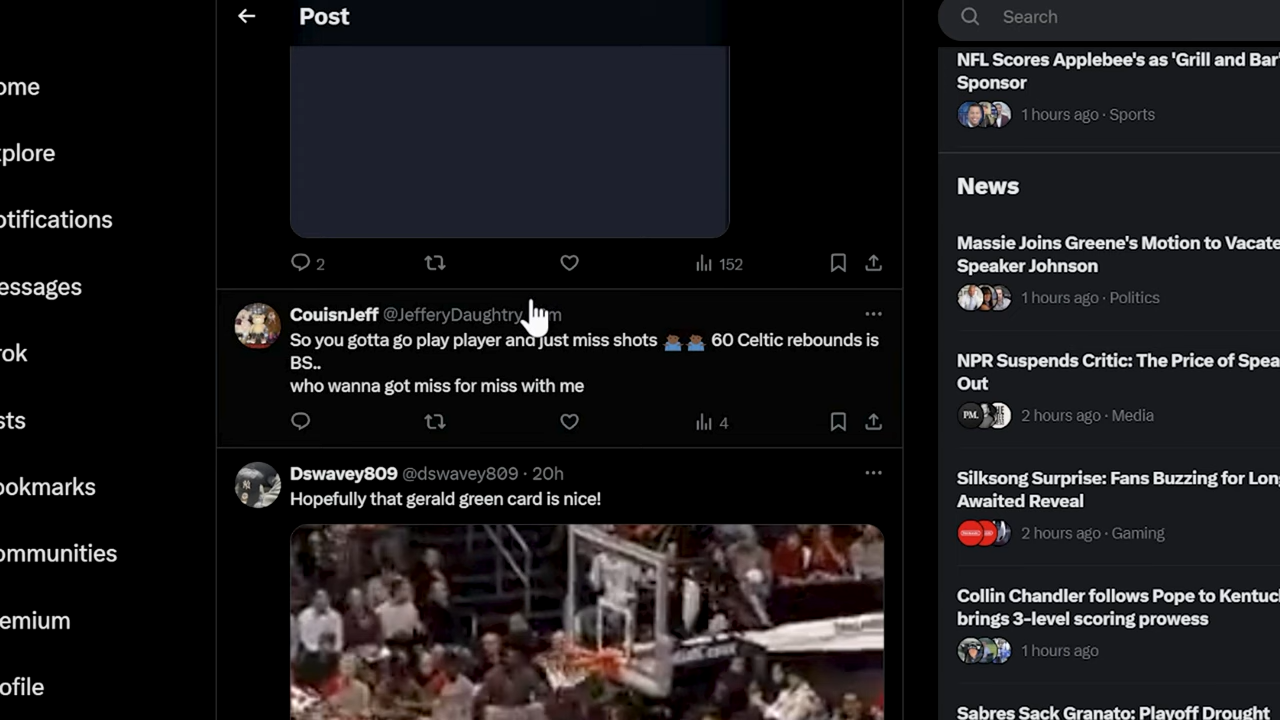 Post
Search
ome
xplore
otifications
essages
rok
sts
ookmarks
ommunities
emium
ofile
2
152
CouisnJeff @JefferyDaughtry m
So you gotta go play player and just miss shots 🤷🏾 🤷🏾 60 Celtic rebounds is
BS..
who wanna got miss for miss with me
4
Dswavey809 @dswavey809 · 20h
Hopefully that gerald green card is nice!
NFL Scores Applebee's as 'Grill and Bar'
Sponsor
1 hours ago · Sports
News
Massie Joins Greene's Motion to Vacate
Speaker Johnson
1 hours ago · Politics
NPR Suspends Critic: The Price of Spea
Out
PM.
2 hours ago · Media
Silksong Surprise: Fans Buzzing for Long
Awaited Reveal
2 hours ago · Gaming
Collin Chandler follows Pope to Kentuck
brings 3-level scoring prowess
1 hours ago
Sabres Sack Granato: Playoff Drought